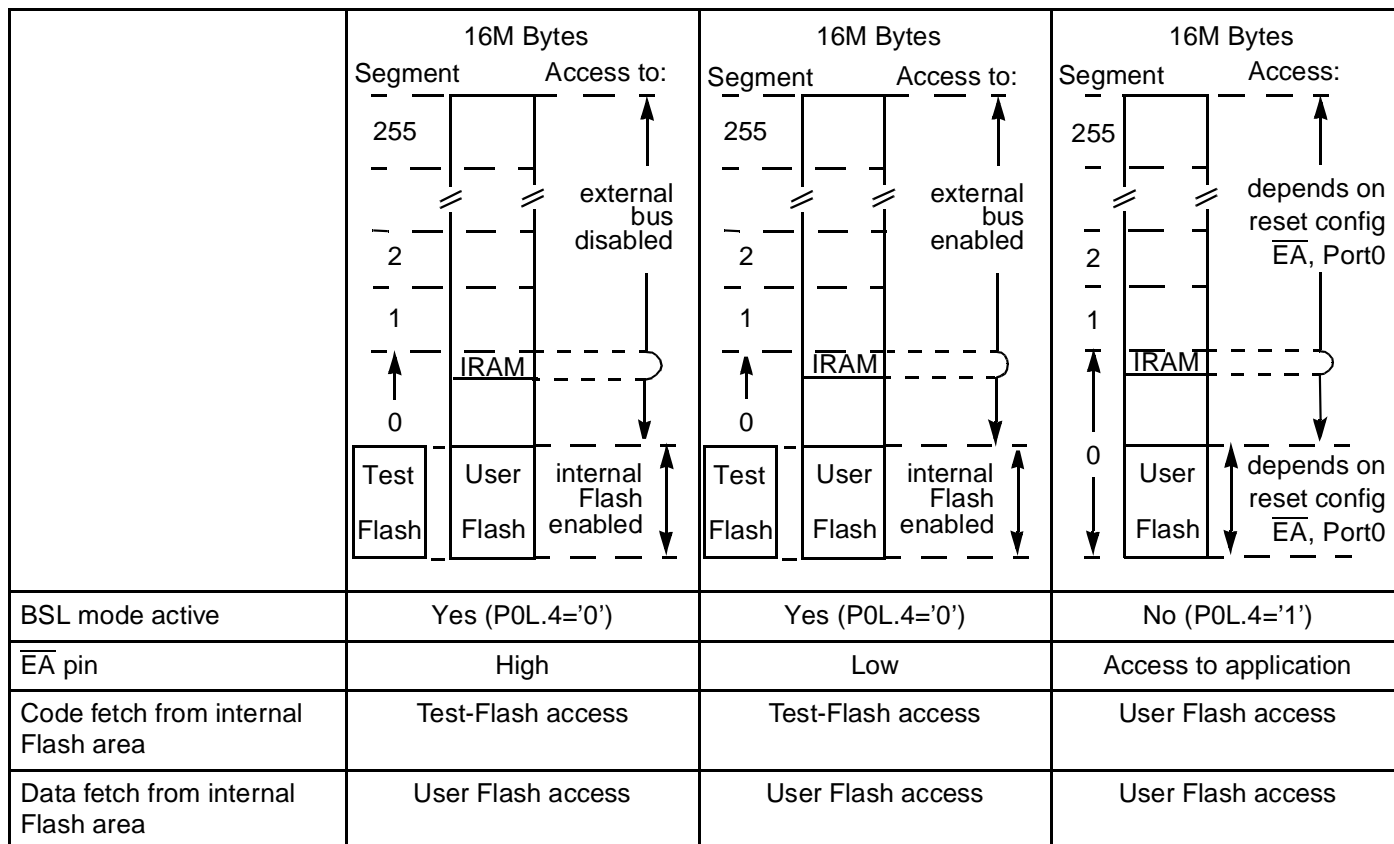 16M Bytes
Segment Access to:
255
external
bus
disabled
2
1
IRAM
0
Test
Flash
User
Flash
internal
Flash
enabled
16M Bytes
Segment Access to:
255
external
bus
enabled
2
1
IRAM
0
Test
Flash
User
Flash
internal
Flash
enabled
16M Bytes
Segment Access:
255
depends on
reset config
EA, Port0
2
1
IRAM
0
User
Flash
depends on
reset config
EA, Port0
BSL mode active Yes (P0L.4=’0’) Yes (P0L.4=’0’) No (P0L.4=’1’)
EA pin High Low Access to application
Code fetch from internal Test-Flash access Test-Flash access User Flash access
Flash area
Data fetch from internal User Flash access User Flash access User Flash access
Flash area